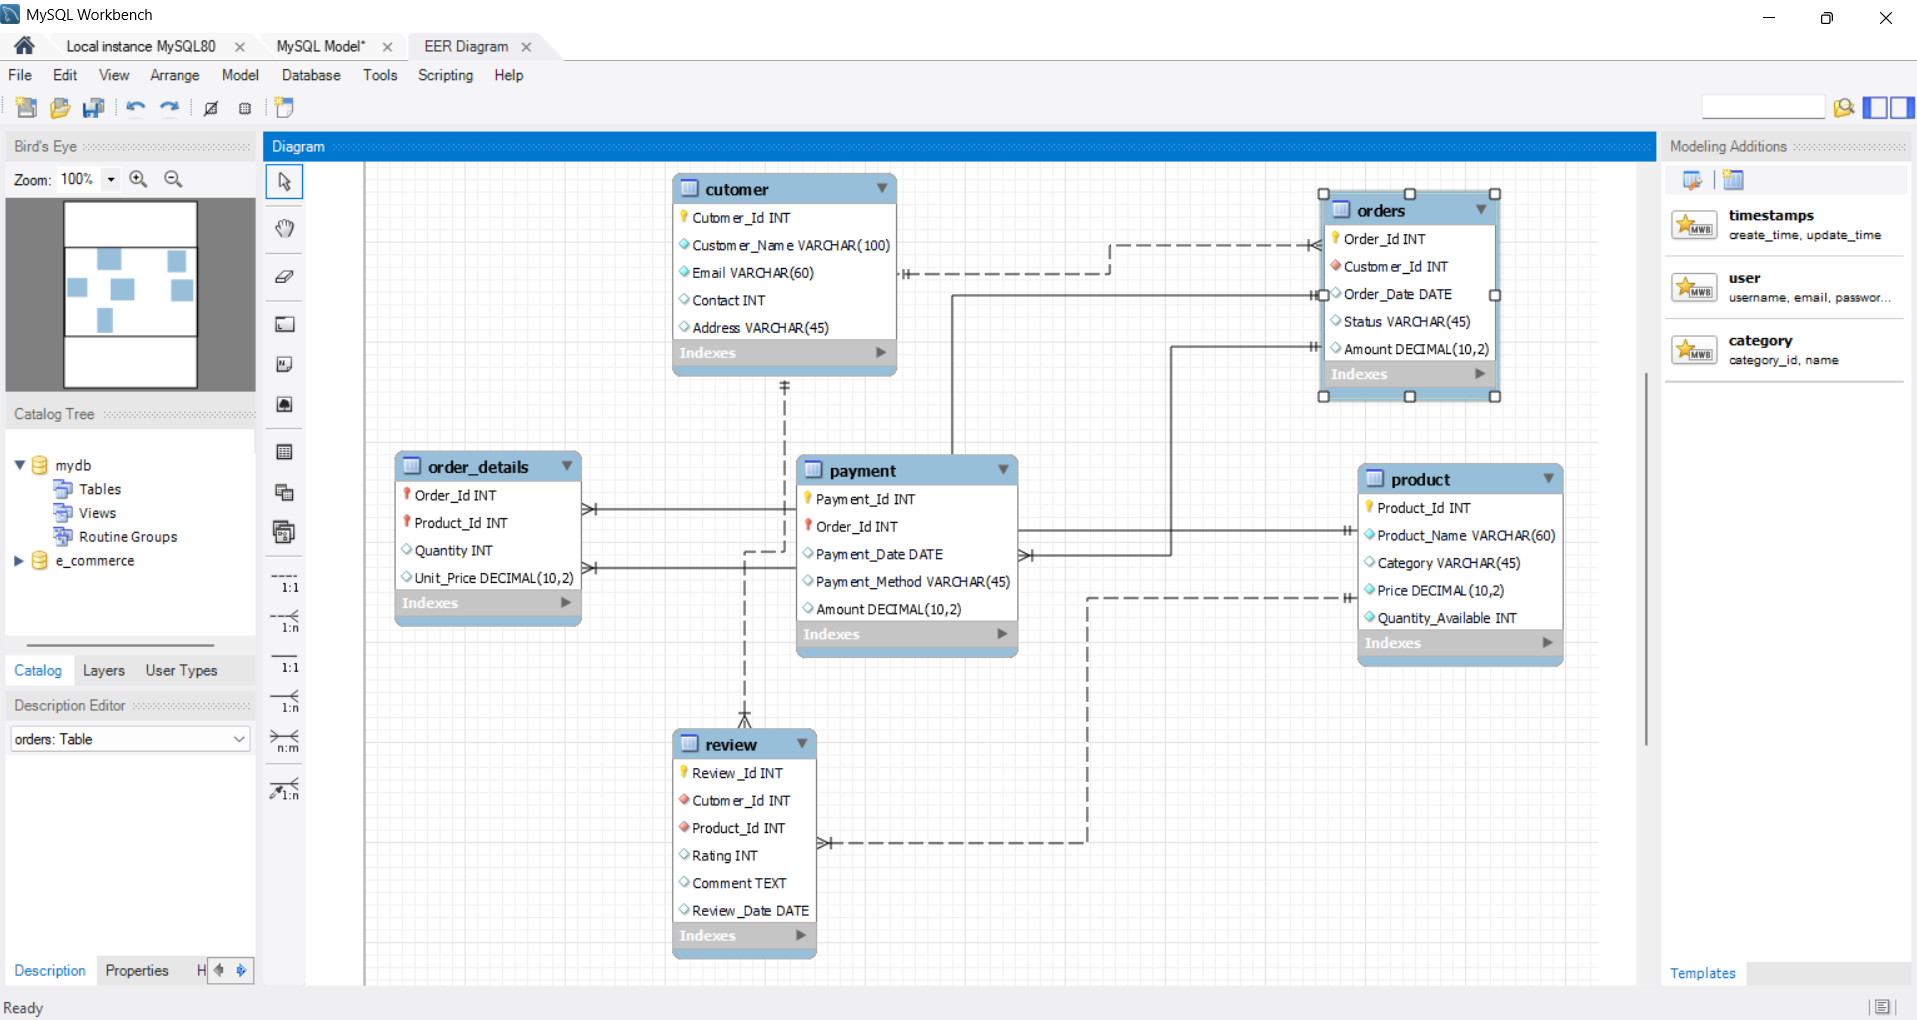 MySQL Workbench
Local instance MySQL80
MySQL Model*
EER Diagram
File Edit View Arrange Model Database Tools Scripting Help
Bird's Eye
Zoom: 100%
Catalog Tree
mydb
Tables
Views
Routine Groups
e_commerce
Catalog Layers User Types
Description Editor
orders: Table
Description Properties H
Ready
Diagram
1:1
1:n
1:1
1:n
n:m
1:n
cutomer
Cutomer_Id INT
Customer_Name VARCHAR(100)
Email VARCHAR(60)
Contact INT
Address VARCHAR(45)
Indexes
orders
Order_Id INT
Customer_Id INT
Order_Date DATE
Status VARCHAR(45)
Amount DECIMAL(10,2)
Indexes
order_details
Order_Id INT
Product_Id INT
Quantity INT
Unit_Price DECIMAL(10,2)
Indexes
payment
Payment_Id INT
Order_Id INT
Payment_Date DATE
Payment_Method VARCHAR(45)
Amount DECIMAL(10,2)
Indexes
product
Product_Id INT
Product_Name VARCHAR(60)
Category VARCHAR(45)
Price DECIMAL(10,2)
Quantity_Available INT
Indexes
review
Review_Id INT
Cutomer_Id INT
Product_Id INT
Rating INT
Comment TEXT
Review_Date DATE
Indexes
Modeling Additions
MWB
timestamps
create_time, update_time
MWB
user
username, email, passwor...
MWB
category
category_id, name
Templates